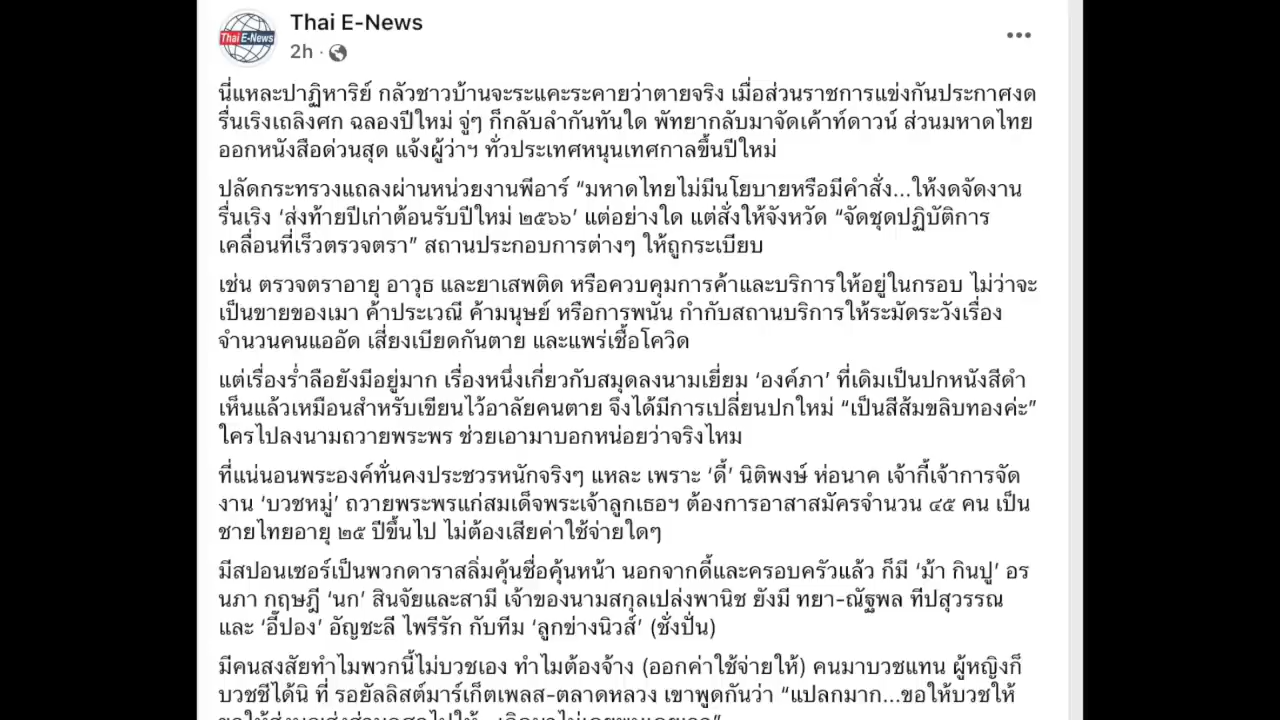 Thai E-News
Thai E-News
2h ·
นี่แหละปาฏิหาริย์ กลัวชาวบ้านจะระแคะระคายว่าตายจริง เมื่อส่วนราชการแข่งกันประกาศงด
รื่นเริงเถลิงศก ฉลองปีใหม่ จู่ๆ ก็กลับลำกันทันใด พัทยากลับมาจัดเค้าท์ดาวน์ ส่วนมหาดไทย
ออกหนังสือด่วนสุด แจ้งผู้ว่าฯ ทั่วประเทศหนุนเทศกาลขึ้นปีใหม่
ปลัดกระทรวงแถลงผ่านหน่วยงานพีอาร์ “มหาดไทยไม่มีนโยบายหรือมีคำสั่ง...ให้งดจัดงาน
รื่นเริง ‘ส่งท้ายปีเก่าต้อนรับปีใหม่ ๒๕๖๖’ แต่อย่างใด แต่สั่งให้จังหวัด “จัดชุดปฏิบัติการ
เคลื่อนที่เร็วตรวจตรา” สถานประกอบการต่างๆ ให้ถูกระเบียบ
เช่น ตรวจตราอายุ อาวุธ และยาเสพติด หรือควบคุมการค้าและบริการให้อยู่ในกรอบ ไม่ว่าจะ
เป็นขายของเมา ค้าประเวณี ค้ามนุษย์ หรือการพนัน กำกับสถานบริการให้ระมัดระวังเรื่อง
จำนวนคนแออัด เสี่ยงเบียดกันตาย และแพร่เชื้อโควิด
แต่เรื่องร่ำลือยังมีอยู่มาก เรื่องหนึ่งเกี่ยวกับสมุดลงนามเยี่ยม ‘องค์ภา’ ที่เดิมเป็นปกหนังสีดำ
เห็นแล้วเหมือนสำหรับเขียนไว้อาลัยคนตาย จึงได้มีการเปลี่ยนปกใหม่ “เป็นสีส้มขลิบทองค่ะ”
ใครไปลงนามถวายพระพร ช่วยเอามาบอกหน่อยว่าจริงไหม
ที่แน่นอนพระองค์ทั่นคงประชวรหนักจริงๆ แหละ เพราะ ‘ดี้’ นิติพงษ์ ห่อนาค เจ้ากี้เจ้าการจัด
งาน ‘บวชหมู่’ ถวายพระพรแก่สมเด็จพระเจ้าลูกเธอฯ ต้องการอาสาสมัครจำนวน ๔๕ คน เป็น
ชายไทยอายุ ๒๕ ปีขึ้นไป ไม่ต้องเสียค่าใช้จ่ายใดๆ
มีสปอนเซอร์เป็นพวกดาราสลิ่มคุ้นชื่อคุ้นหน้า นอกจากดี้และครอบครัวแล้ว ก็มี ‘ม้า กินปู’ อร
นภา กฤษฎี ‘นก’ สินจัยและสามี เจ้าของนามสกุลเปล่งพานิช ยังมี ทยา-ณัฐพล ทีปสุวรรณ
และ ‘อี๊ปอง’ อัญชะลี ไพรีรัก กับทีม ‘ลูกข่างนิวส์’ (ชั่งปั่น)
มีคนสงสัยทำไมพวกนี้ไม่บวชเอง ทำไมต้องจ้าง (ออกค่าใช้จ่ายให้) คนมาบวชแทน ผู้หญิงก็
บวชชีได้นิ ที่ รอยัลลิสต์มาร์เก็ตเพลส-ตลาดหลวง เขาพูดกันว่า “แปลกมาก...ขอให้บวชให้